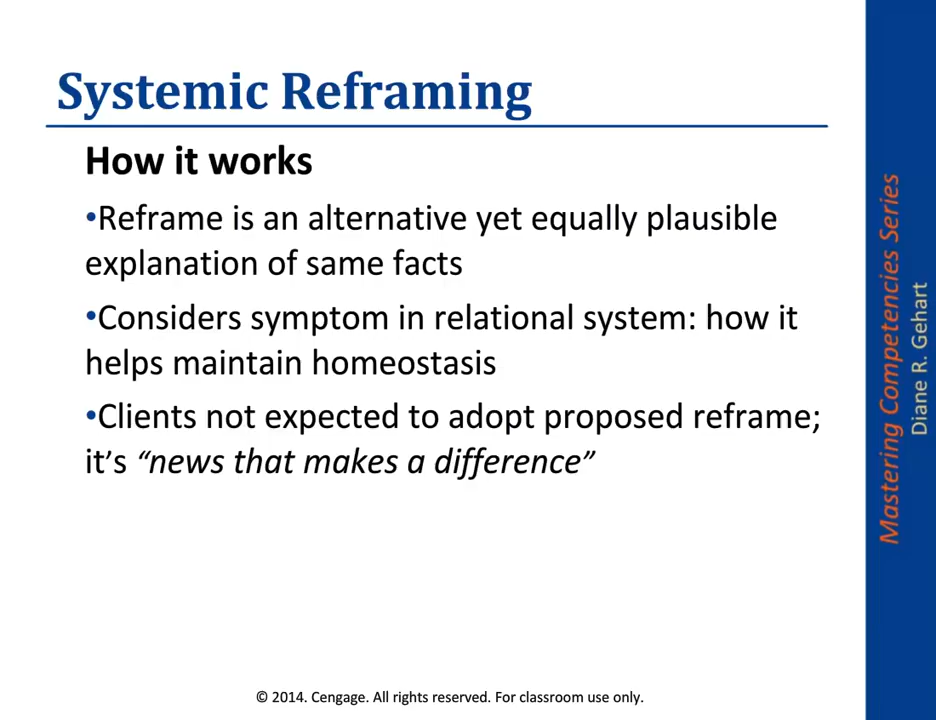 Systemic Reframing
How it works
•Reframe is an alternative yet equally plausible
explanation of same facts
•Considers symptom in relational system: how it
helps maintain homeostasis
•Clients not expected to adopt proposed reframe;
it’s “news that makes a difference”
Mastering Competencies Series
Diane R. Gehart
© 2014. Cengage. All rights reserved. For classroom use only.